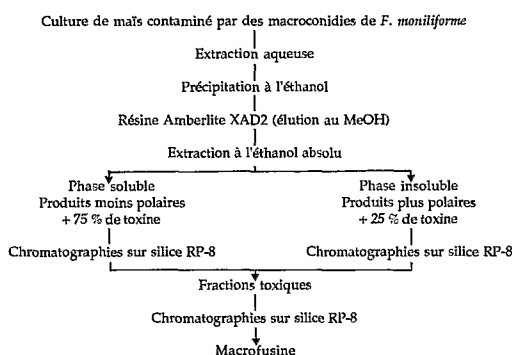 Culture de maïs contaminé par des macroconidies de F. moniliforme
Extraction aqueuse
Précipitation à l'éthanol
Résine Amberlite XAD2 (élution au MeOH)
Extraction à l'éthanol absolu
Phase soluble
Produits moins polaires
+ 75 % de toxine
Chromatographies sur silice RP-8
Phase insoluble
Produits plus polaires
+ 25 % de toxine
Chromatographies sur silice RP-8
Fractions toxiques
Chromatographies sur silice RP-8
Macrofusine